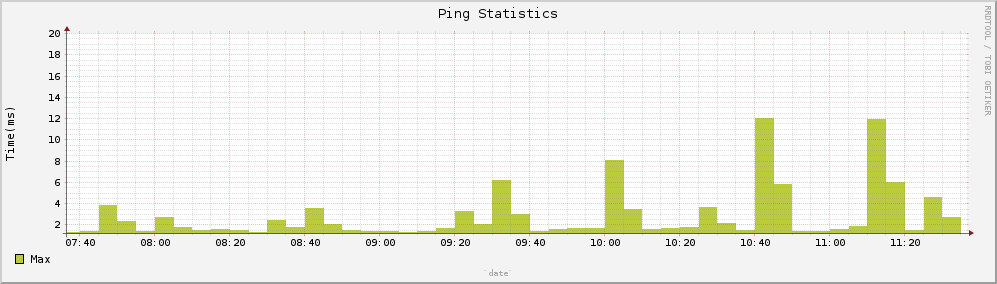 Ping Statistics
RRDTOOL / TOBI OETIKER
Time(ms)
20
18
16
14
12
10
8
6
4
2
07:40 08:00 08:20 08:40 09:00 09:20 09:40 10:00 10:20 10:40 11:00 11:20
Max
`date`